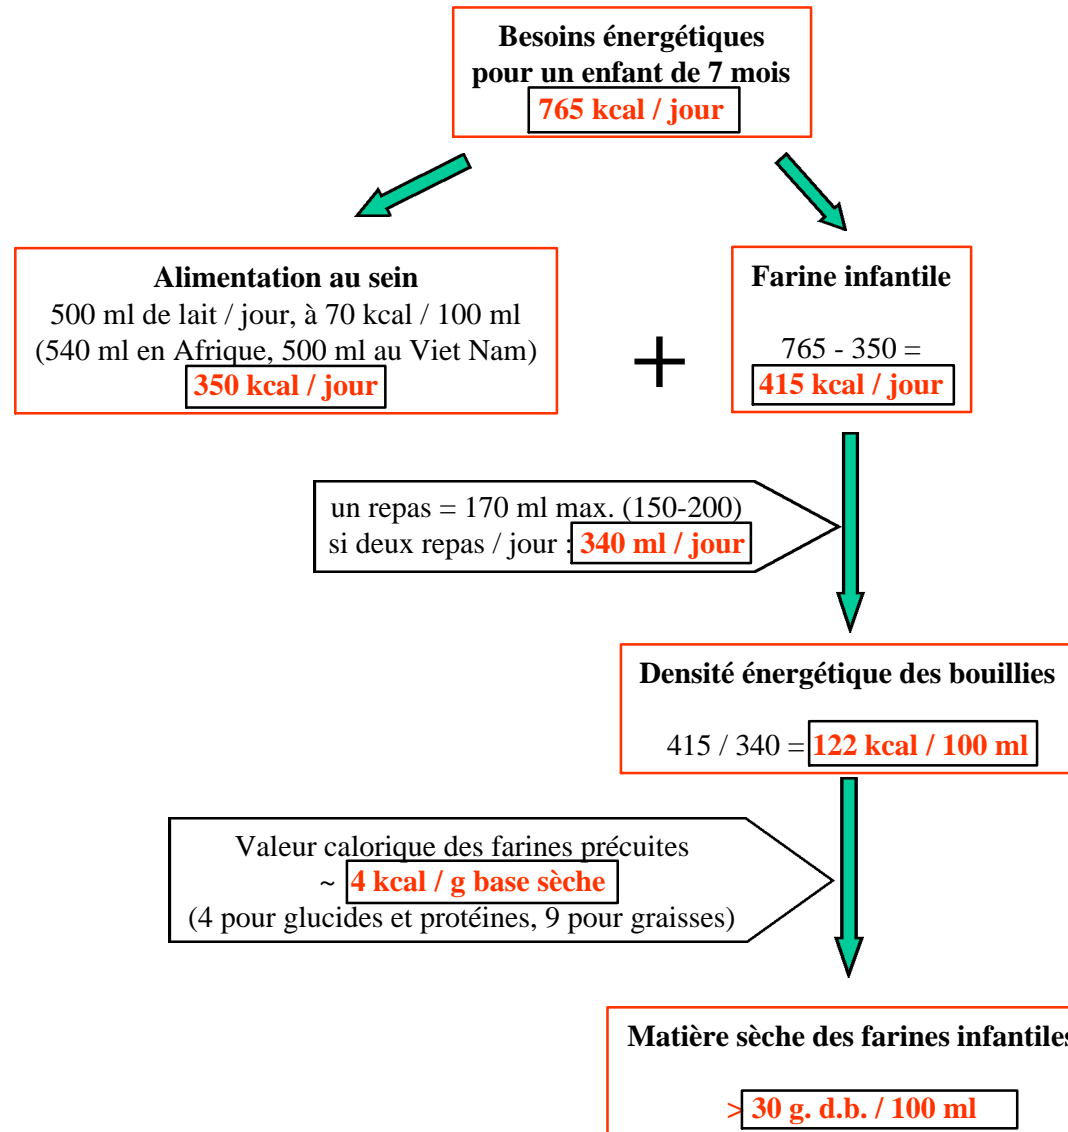 Besoins énergétiques
pour un enfant de 7 mois
765 kcal / jour
Alimentation au sein
500 ml de lait / jour, à 70 kcal / 100 ml
(540 ml en Afrique, 500 ml au Viet Nam)
350 kcal / jour
+
Farine infantile
765 - 350 =
415 kcal / jour
un repas = 170 ml max. (150-200)
si deux repas / jour : 340 ml / jour
Densité énergétique des bouillies
415 / 340 = 122 kcal / 100 ml
Valeur calorique des farines précuites
~ 4 kcal / g base sèche
(4 pour glucides et protéines, 9 pour graisses)
Matière sèche des farines infantiles
> 30 g. d.b. / 100 ml